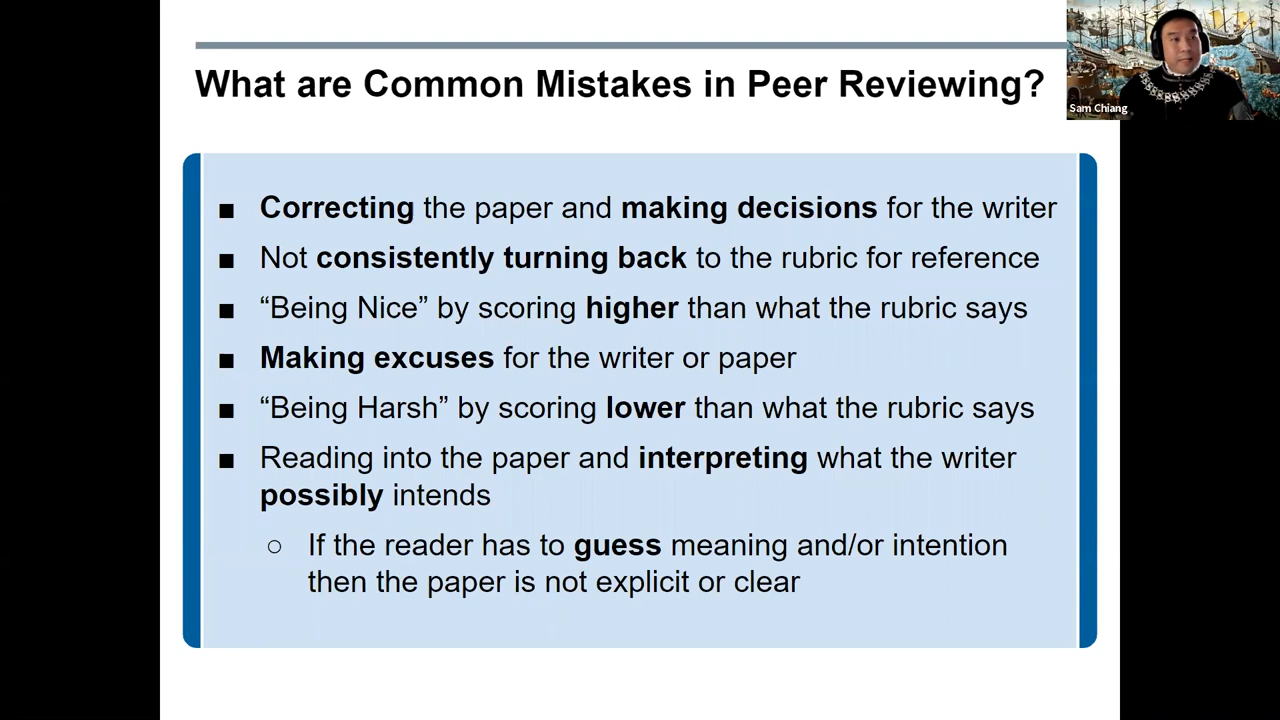 What are Common Mistakes in Peer Reviewing?
Sam Chiang
■ Correcting the paper and making decisions for the writer
■ Not consistently turning back to the rubric for reference
■ “Being Nice” by scoring higher than what the rubric says
■ Making excuses for the writer or paper
■ “Being Harsh” by scoring lower than what the rubric says
■ Reading into the paper and interpreting what the writer
possibly intends
○ If the reader has to guess meaning and/or intention
then the paper is not explicit or clear